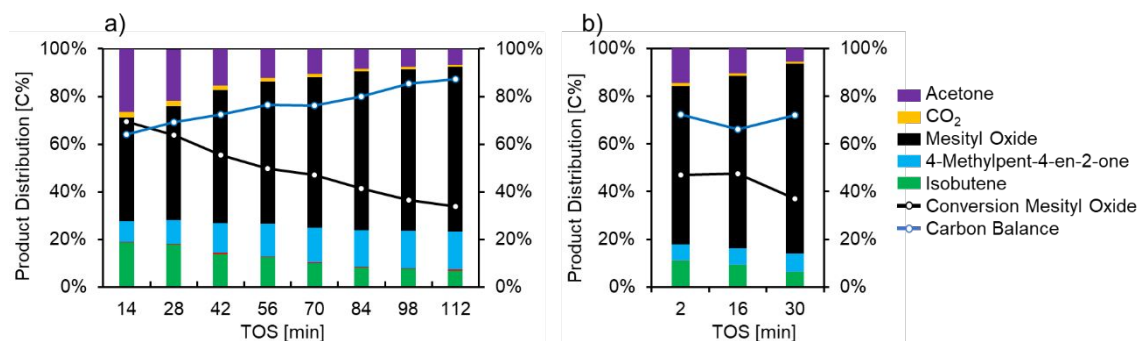 a)
b)
Product Distribution [C%]
100%
80%
60%
40%
20%
0%
100%
80%
60%
40%
20%
0%
14 28 42 56 70 84 98 112
TOS [min]
Product Distribution [C%]
100%
80%
60%
40%
20%
0%
100%
80%
60%
40%
20%
0%
2 16 30
TOS [min]
Acetone
CO₂
Mesityl Oxide
4-Methylpent-4-en-2-one
Isobutene
Conversion Mesityl Oxide
Carbon Balance